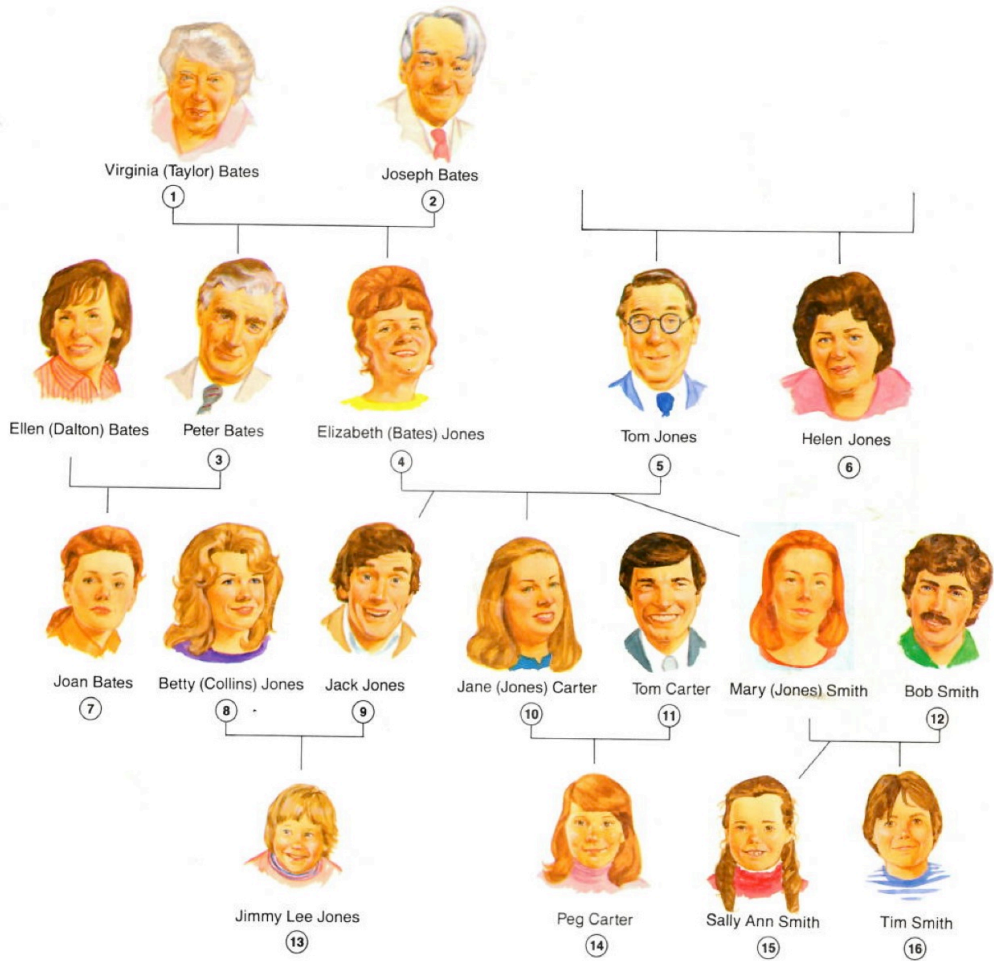 Virginia (Taylor) Bates
1
Joseph Bates
2
Ellen (Dalton) Bates
Peter Bates
3
Elizabeth (Bates) Jones
4
Tom Jones
5
Helen Jones
6
Joan Bates
7
Betty (Collins) Jones
8
Jack Jones
9
Jane (Jones) Carter
10
Tom Carter
11
Mary (Jones) Smith
Bob Smith
12
Jimmy Lee Jones
13
Peg Carter
14
Sally Ann Smith
15
Tim Smith
16